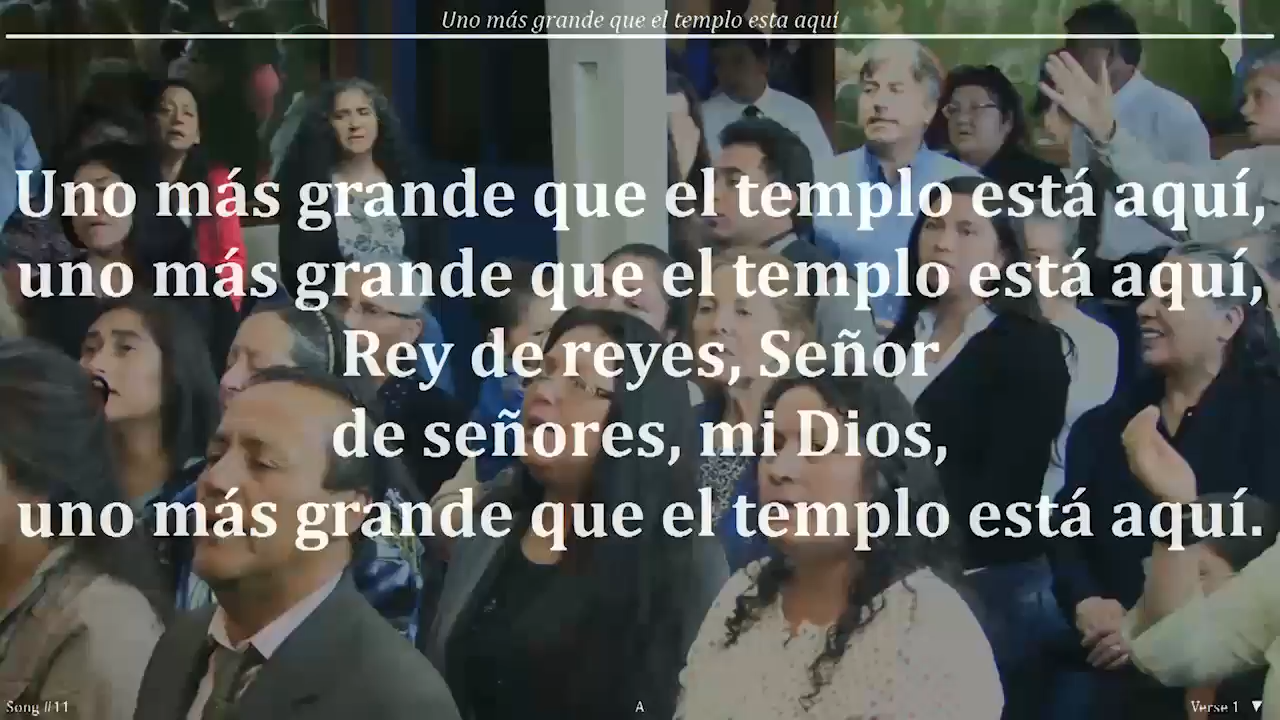 Uno más grande que el templo esta aquí
Uno más grande que el templo está aquí,
uno más grande que el templo está aquí,
Rey de reyes, Señor
de señores, mi Dios,
uno más grande que el templo está aquí.
Song #11
A
Verse 1 ▼